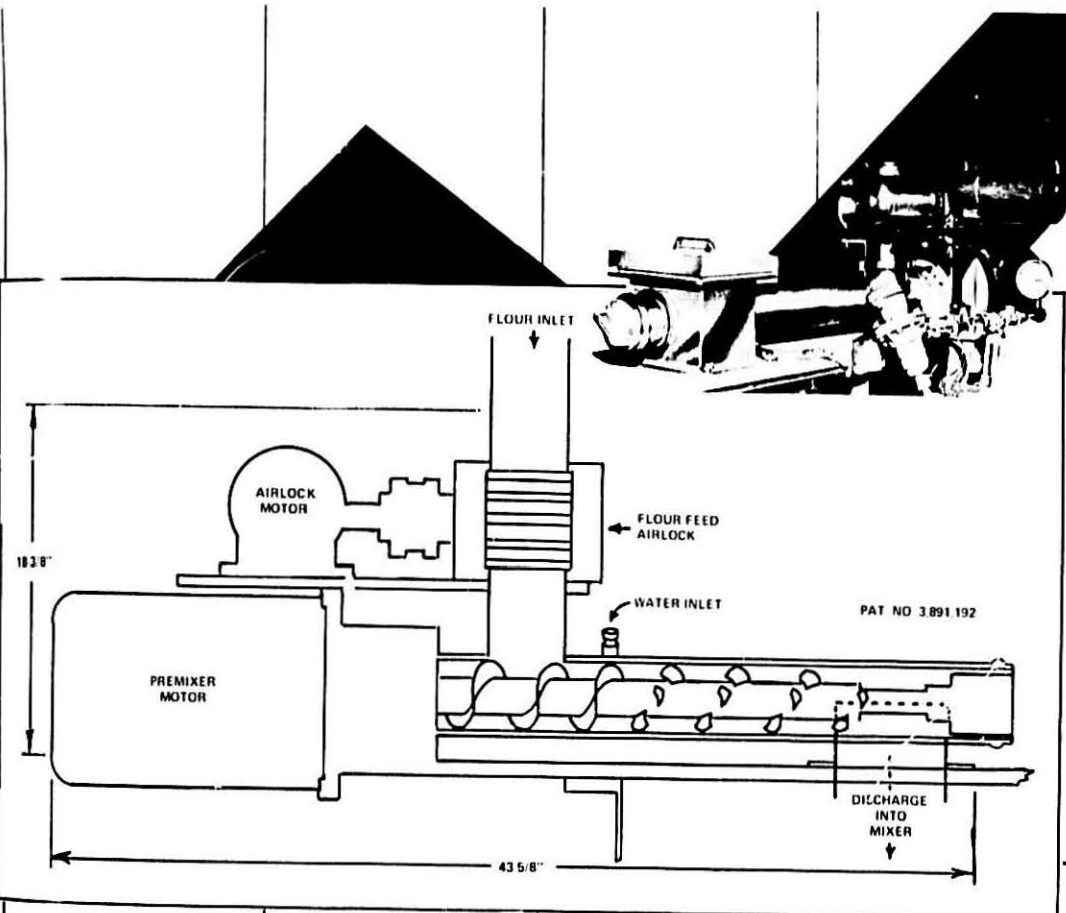 FLOUR INLET
AIRLOCK
MOTOR
FLOUR FEED
AIRLOCK
18 3/8"
WATER INLET
PAT NO 3,891,192
PREMIXER
MOTOR
DISCHARGE
INTO
MIXER
43 5/8"